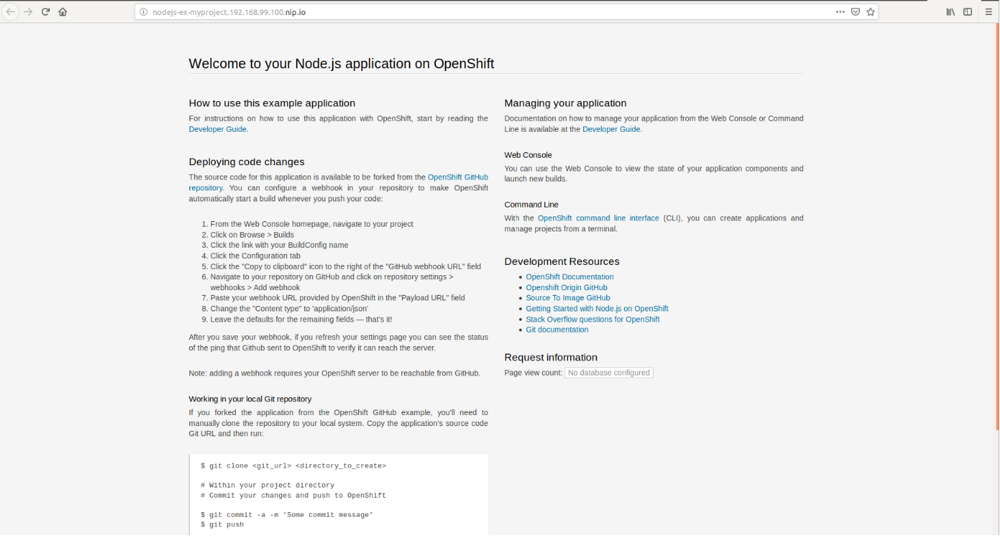 nodejs-ex-myproject.192.168.99.100.nip.io
Welcome to your Node.js application on OpenShift
How to use this example application
For instructions on how to use this application with OpenShift, start by reading the
Developer Guide.
Deploying code changes
The source code for this application is available to be forked from the OpenShift GitHub
repository. You can configure a webhook in your repository to make OpenShift
automatically start a build whenever you push your code:
1. From the Web Console homepage, navigate to your project
2. Click on Browse > Builds
3. Click the link with your BuildConfig name
4. Click the Configuration tab
5. Click the "Copy to clipboard" icon to the right of the "GitHub webhook URL" field
6. Navigate to your repository on GitHub and click on repository settings >
webhooks > Add webhook
7. Paste your webhook URL provided by OpenShift in the "Payload URL" field
8. Change the "Content type" to 'application/json'
9. Leave the defaults for the remaining fields — that's it!
After you save your webhook, if you refresh your settings page you can see the status
of the ping that Github sent to OpenShift to verify it can reach the server.
Note: adding a webhook requires your OpenShift server to be reachable from GitHub.
Working in your local Git repository
If you forked the application from the OpenShift GitHub example, you'll need to
manually clone the repository to your local system. Copy the application's source code
Git URL and then run:
$ git clone <git_url> <directory_to_create>
# Within your project directory
# Commit your changes and push to OpenShift
$ git commit -a -m 'Some commit message'
$ git push
Managing your application
Documentation on how to manage your application from the Web Console or Command
Line is available at the Developer Guide.
Web Console
You can use the Web Console to view the state of your application components and
launch new builds.
Command Line
With the OpenShift command line interface (CLI), you can create applications and
manage projects from a terminal.
Development Resources
OpenShift Documentation
Openshift Origin GitHub
Source To Image GitHub
Getting Started with Node.js on OpenShift
Stack Overflow questions for OpenShift
Git documentation
Request information
Page view count: No database configured